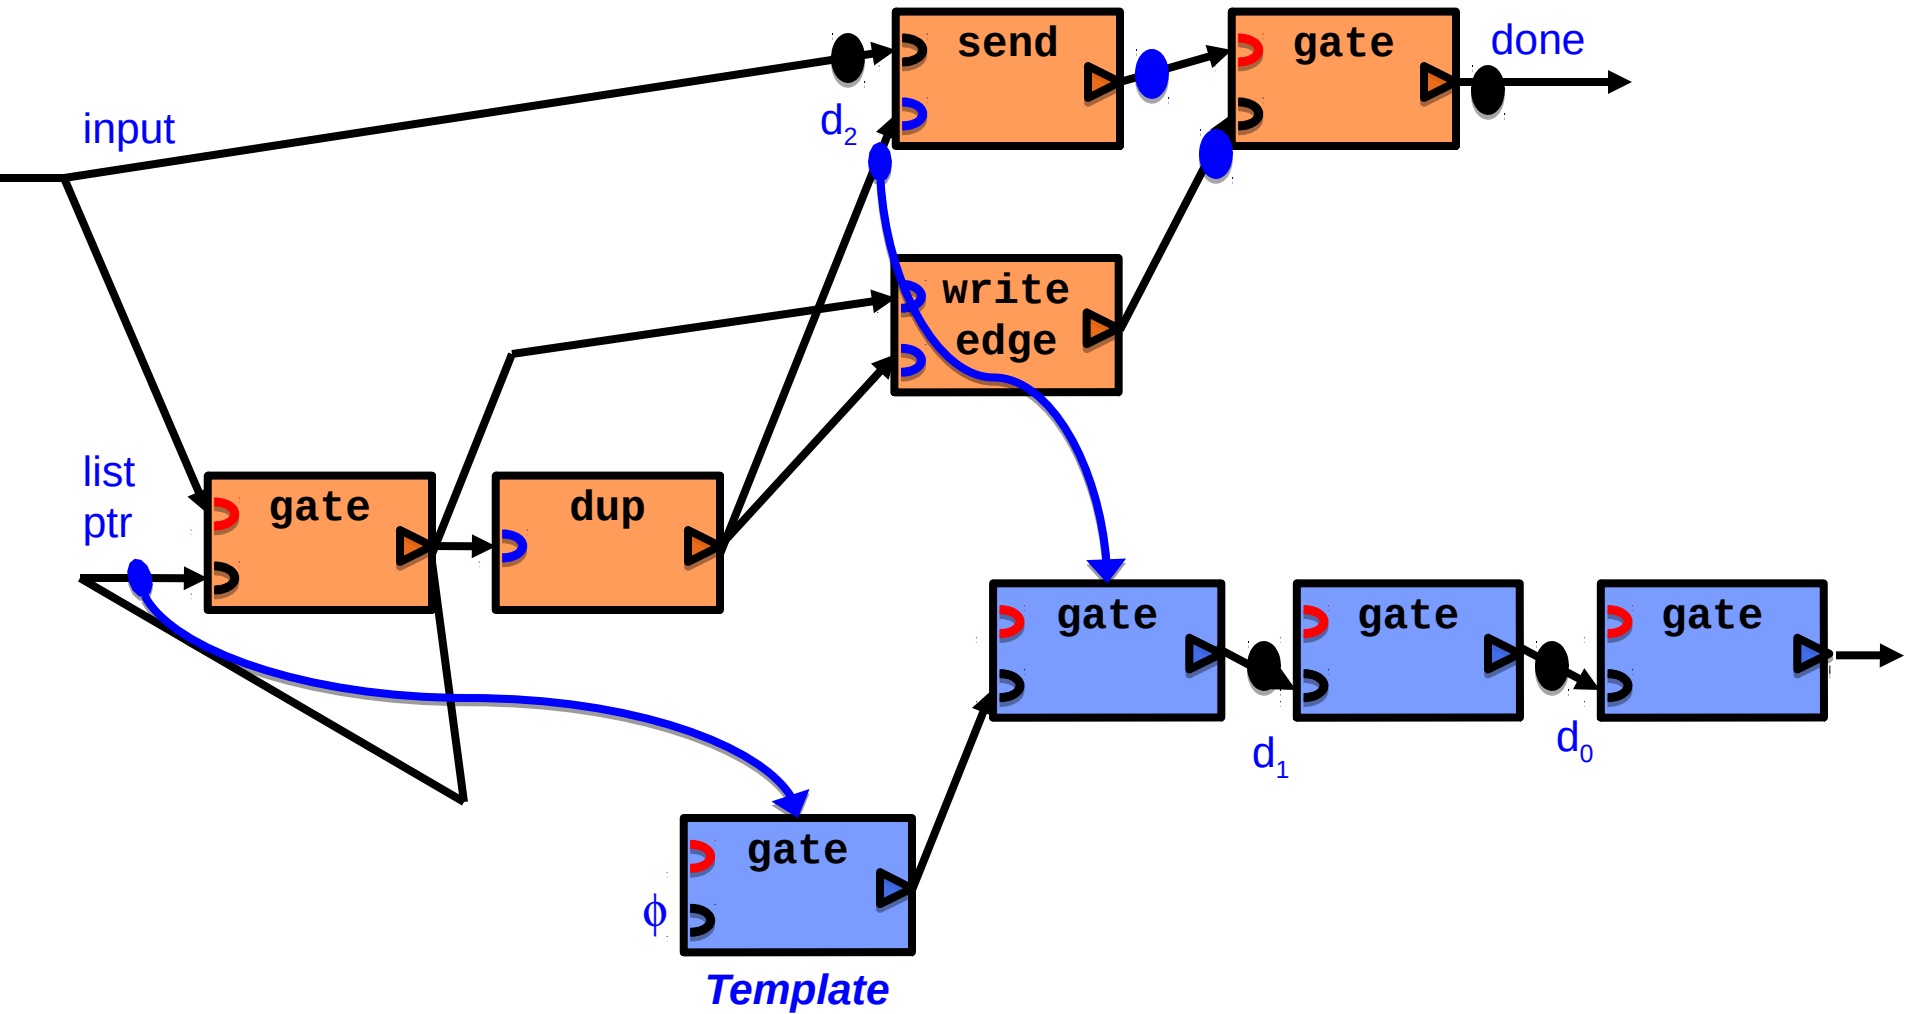 send
gate
done
input
d2
write
edge
list
ptr
gate
dup
gate
gate
gate
d1
d0
gate
ϕ
Template